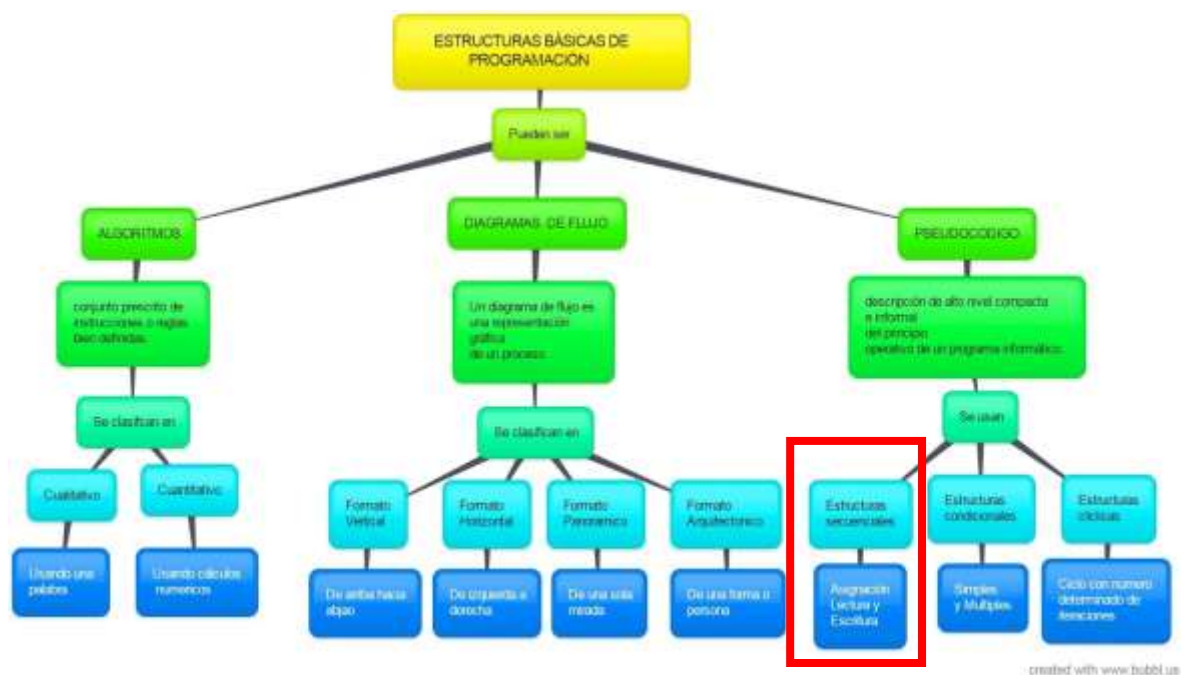 ESTRUCTURAS BÀSICAS DE
PROGRAMACIÓN
Pueden ser
ALGORITMOS
DIAGRAMAS DE FLUJO
PSEUDOCODIGO
conjunto prescrito de
instrucciones o reglas
bien definidas.
Un diagrama de flujo es
una representación
gráfica
de un proceso
descripción de alto nivel compacta
e informal
del principio
operativo de un programa informático.
Se clasifican en
Se clasifican en
Se usan
Cualitativo
Cuantitativo
Formato
Vertical
Formato
Horizontal
Formato
Panoramico
Formato
Arquitectonico
Estructuras
secuenciales
Estructuras
condicionales
Estructuras
cíclicas
Usando una
palabra
Usando cálculos
numericos
De arriba hacia
abjao
De izquierda a
derecha
De una sola
mirada
De una forma o
persona
Asignación
Lectura y
Escritura
Simples
y Multiples
Ciclo con numero
determinado de
iteraciones
created with www.bubbl.us